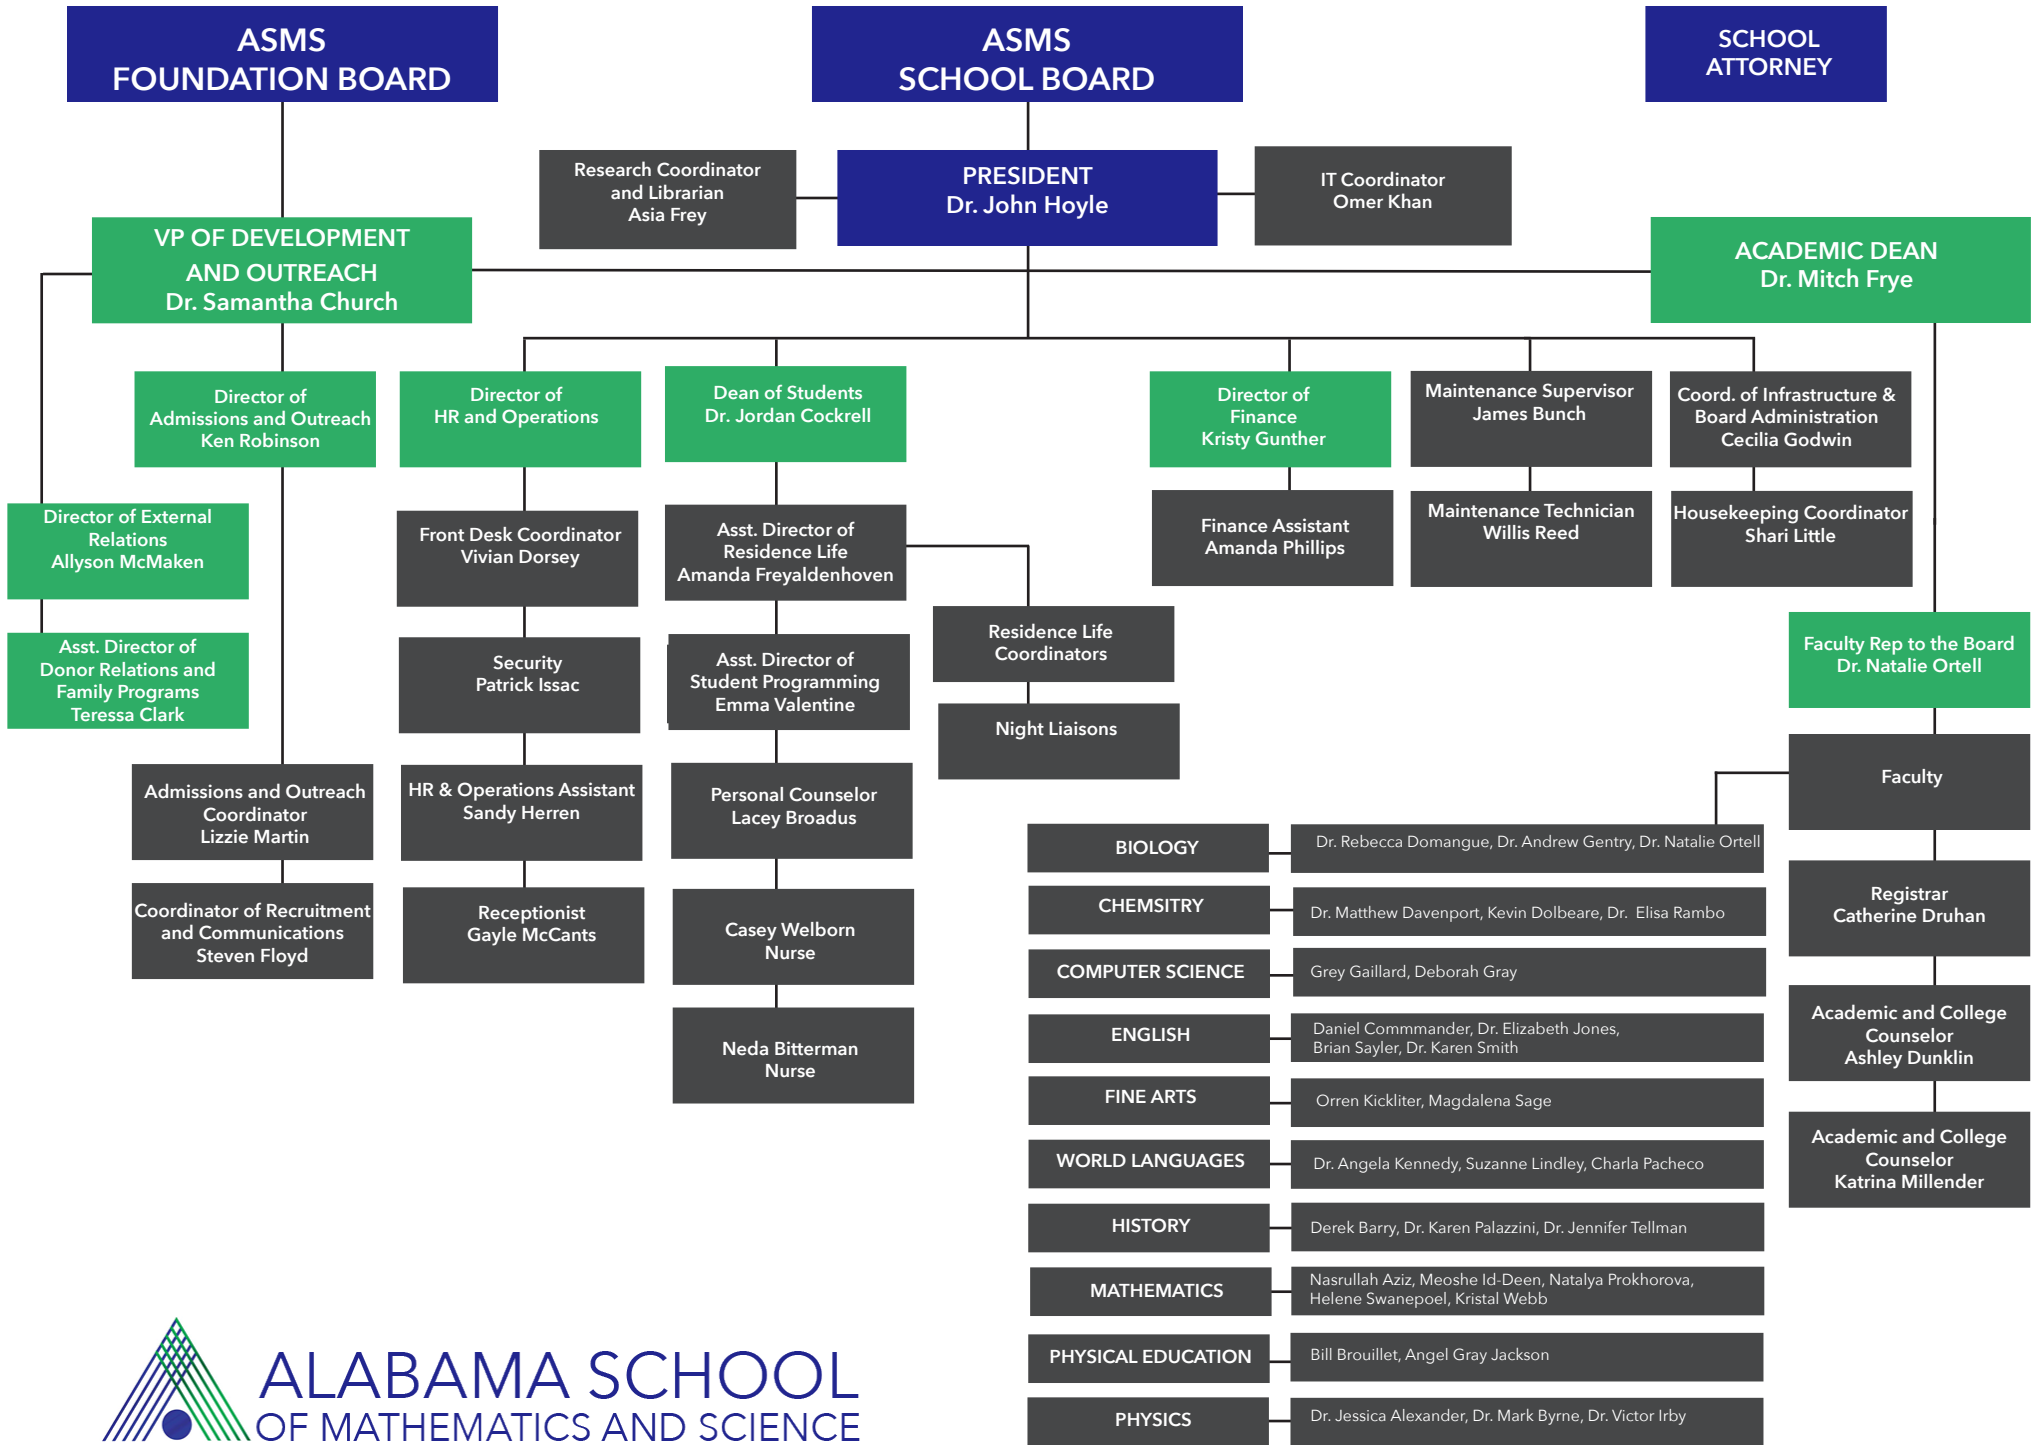 ASMS
FOUNDATION BOARD
ASMS
SCHOOL BOARD
SCHOOL
ATTORNEY
Research Coordinator
and Librarian
Asia Frey
PRESIDENT
Dr. John Hoyle
IT Coordinator
Omer Khan
VP OF DEVELOPMENT
AND OUTREACH
Dr. Samantha Church
ACADEMIC DEAN
Dr. Mitch Frye
Director of
Admissions and Outreach
Ken Robinson
Director of
HR and Operations
Dean of Students
Dr. Jordan Cockrell
Director of
Finance
Kristy Gunther
Maintenance Supervisor
James Bunch
Coord. of Infrastructure &
Board Administration
Cecilia Godwin
Director of External
Relations
Allyson McMaken
Front Desk Coordinator
Vivian Dorsey
Asst. Director of
Residence Life
Amanda Freyaldenhoven
Finance Assistant
Amanda Phillips
Maintenance Technician
Willis Reed
Housekeeping Coordinator
Shari Little
Asst. Director of
Donor Relations and
Family Programs
Teressa Clark
Security
Patrick Issac
Asst. Director of
Student Programming
Emma Valentine
Residence Life
Coordinators
Night Liaisons
Faculty Rep to the Board
Dr. Natalie Ortell
Faculty
Admissions and Outreach
Coordinator
Lizzie Martin
HR & Operations Assistant
Sandy Herren
Personal Counselor
Lacey Broadus
Coordinator of Recruitment
and Communications
Steven Floyd
Receptionist
Gayle McCants
Casey Welborn
Nurse
Neda Bitterman
Nurse
Registrar
Catherine Druhan
Academic and College
Counselor
Ashley Dunklin
Academic and College
Counselor
Katrina Millender
BIOLOGY
Dr. Rebecca Domangue, Dr. Andrew Gentry, Dr. Natalie Ortell
CHEMSITRY
Dr. Matthew Davenport, Kevin Dolbeare, Dr. Elisa Rambo
COMPUTER SCIENCE
Grey Gaillard, Deborah Gray
ENGLISH
Daniel Commmander, Dr. Elizabeth Jones,
Brian Sayler, Dr. Karen Smith
FINE ARTS
Orren Kickliter, Magdalena Sage
WORLD LANGUAGES
Dr. Angela Kennedy, Suzanne Lindley, Charla Pacheco
HISTORY
Derek Barry, Dr. Karen Palazzini, Dr. Jennifer Tellman
MATHEMATICS
Nasrullah Aziz, Meoshe Id-Deen, Natalya Prokhorova,
Helene Swanepoel, Kristal Webb
PHYSICAL EDUCATION
Bill Brouillet, Angel Gray Jackson
PHYSICS
Dr. Jessica Alexander, Dr. Mark Byrne, Dr. Victor Irby
ALABAMA SCHOOL
OF MATHEMATICS AND SCIENCE